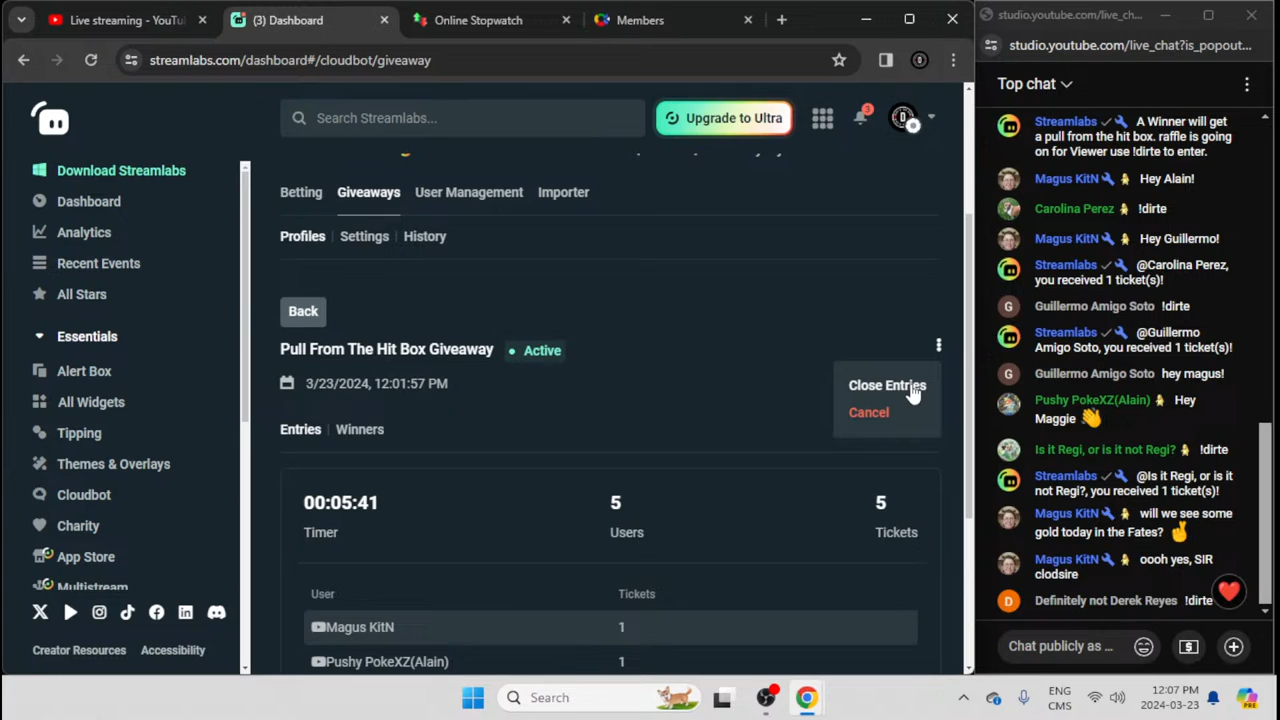 Live streaming - YouTu
(3) Dashboard
Online Stopwatch
Members
streamlabs.com/dashboard#/cloudbot/giveaway
Search Streamlabs...
Upgrade to Ultra
3
Download Streamlabs
Dashboard
Analytics
Recent Events
All Stars
Essentials
Alert Box
All Widgets
Tipping
Themes & Overlays
Cloudbot
Charity
App Store
Multistream
Creator Resources
Accessibility
Betting
Giveaways
User Management
Importer
Profiles
Settings
History
Back
Pull From The Hit Box Giveaway
Active
3/23/2024, 12:01:57 PM
Close Entries
Cancel
Entries
Winners
00:05:41
5
5
Timer
Users
Tickets
User
Tickets
Magus KitN
1
Pushy PokeXZ(Alain)
1
studio.youtube.com/live_ch...
studio.youtube.com/live_chat?is_popout...
Top chat
Streamlabs A Winner will get
a pull from the hit box. raffle is going
on for Viewer use !dirte to enter.
Magus KitN Hey Alain!
Carolina Perez !dirte
Magus KitN Hey Guillermo!
Streamlabs @Carolina Perez,
you received 1 ticket(s)!
G Guillermo Amigo Soto !dirte
Streamlabs @Guillermo
Amigo Soto, you received 1 ticket(s)!
G Guillermo Amigo Soto hey magus!
Pushy PokeXZ(Alain) Hey
Maggie 👋
Is it Regi, or is it not Regi? !dirte
Streamlabs @Is it Regi, or is it
not Regi?, you received 1 ticket(s)!
Magus KitN will we see some
gold today in the Fates? ✌
Magus KitN oooh yes, SIR
clodsire
D Definitely not Derek Reyes !dirte
Chat publicly as ...
Search
PRE
ENG
CMS
12:07 PM
2024-03-23